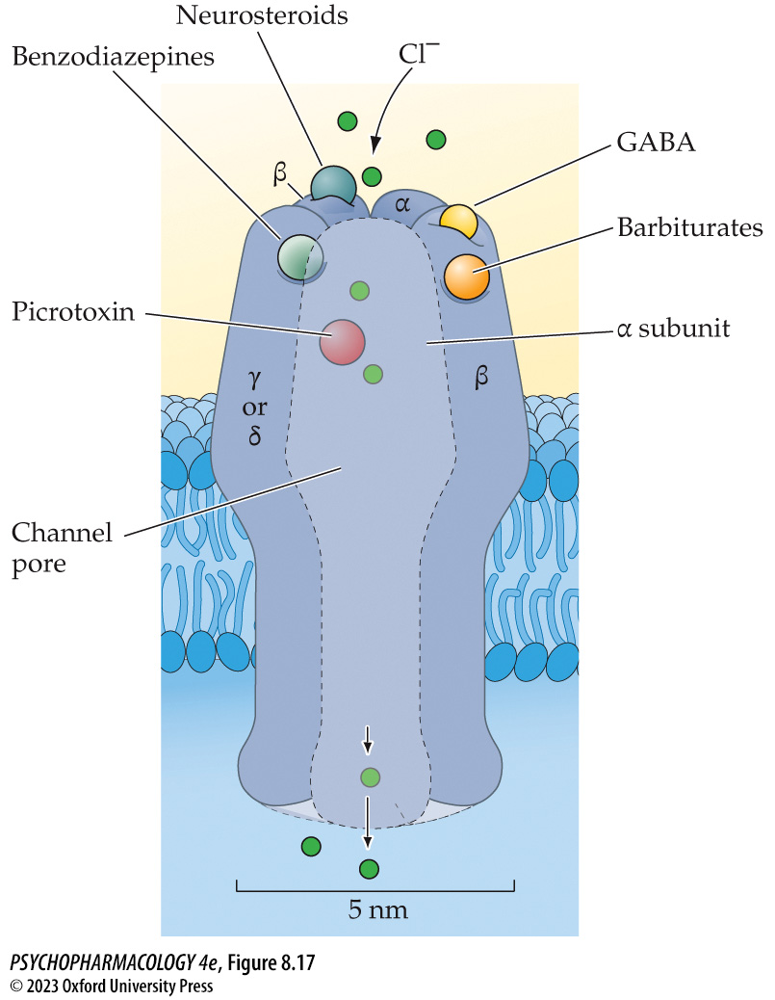 Neurosteroids
Benzodiazepines
Cl⁻
GABA
β
α
Barbiturates
Picrotoxin
α subunit
γ
or
δ
β
Channel
pore
5 nm
PSYCHOPHARMACOLOGY 4e, Figure 8.17
© 2023 Oxford University Press